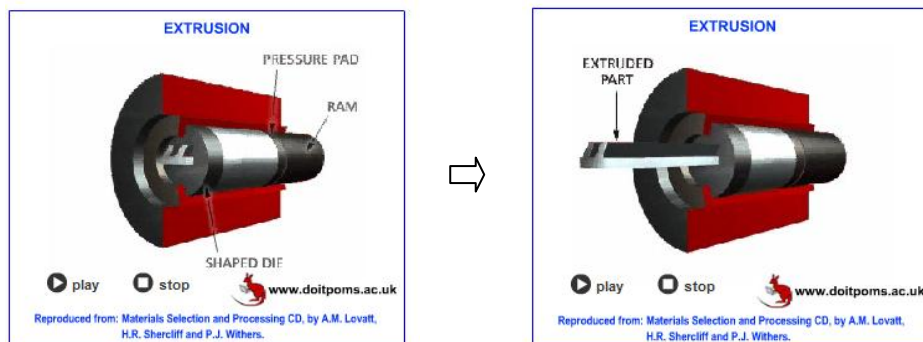 EXTRUSION
PRESSURE PAD
RAM
SHAPED DIE
play
stop
www.doitpoms.ac.uk
Reproduced from: Materials Selection and Processing CD, by A.M. Lovatt,
H.R. Shercliff and P.J. Withers.
EXTRUSION
EXTRUDED
PART
play
stop
www.doitpoms.ac.uk
Reproduced from: Materials Selection and Processing CD, by A.M. Lovatt,
H.R. Shercliff and P.J. Withers.